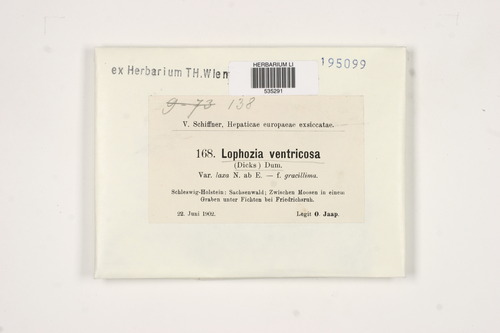 ex Herbarium TH.Wien
HERBARIUM LI
535291
195099
g-73 138
V. Schiffner, Hepaticae europaeae exsiccatae.
168. Lophozia ventricosa
(Dicks) Dum.
Var. laxa N. ab E. — f. gracillima.
Schleswig-Holstein; Sachsenwald; Zwischen Moosen in einem
Graben unter Fichten bei Friedrichsruh.
22. Juni 1902.
Legit O. Jaap.